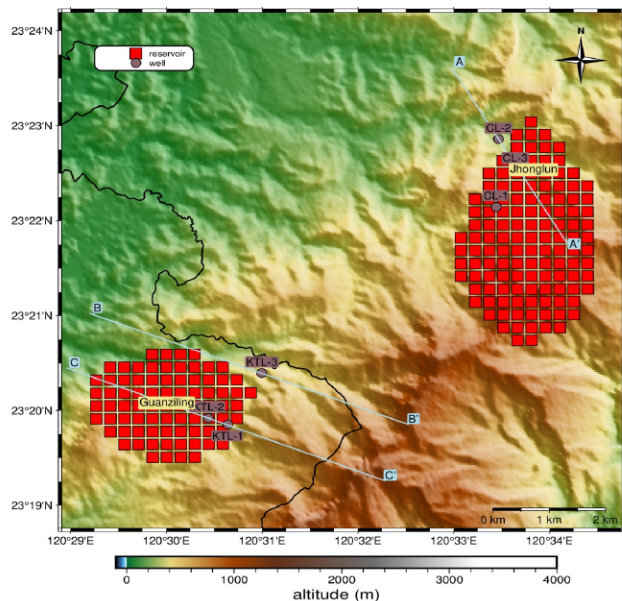 23°24'N
23°23'N
23°22'N
23°21'N
23°20'N
23°19'N
reservoir
well
N
A
CL-2
CL-3
Jhonglun
CL-1
A'
B
C
KTL-3
Guanziling
KTL-2
KTL-1
B'
C'
0 km 1 km 2 km
120°29'E 120°30'E 120°31'E 120°32'E 120°33'E 120°34'E
0 1000 2000 3000 4000
altitude (m)